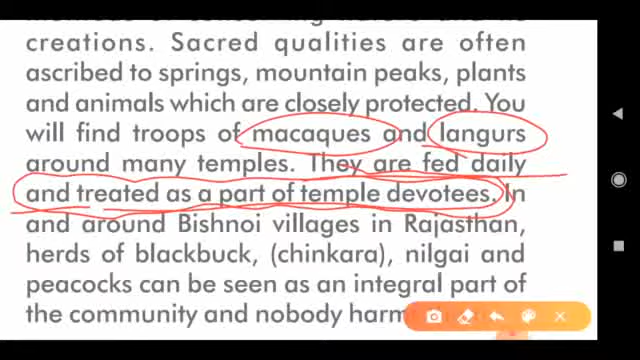 creations. Sacred qualities are often
ascribed to springs, mountain peaks, plants
and animals which are closely protected. You
will find troops of macaques and langurs
around many temples. They are fed daily
and treated as a part of temple devotees. In
and around Bishnoi villages in Rajasthan,
herds of blackbuck, (chinkara), nilgai and
peacocks can be seen as an integral part of
the community and nobody harm